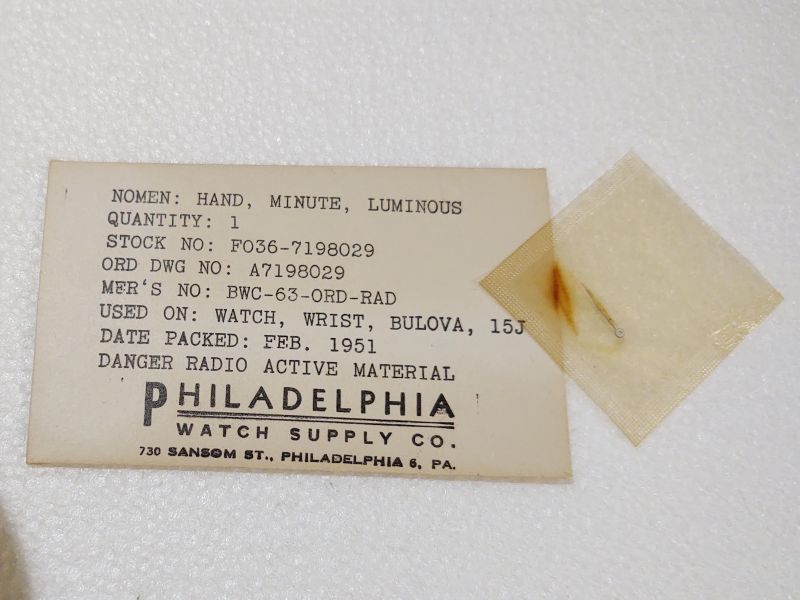 NOMEN: HAND, MINUTE, LUMINOUS
QUANTITY: 1
STOCK NO: FO36-7198029
ORD DWG NO: A7198029
MFR'S NO: BWC-63-ORD-RAD
USED ON: WATCH, WRIST, BULOVA, 15J
DATE PACKED: FEB. 1951
DANGER RADIO ACTIVE MATERIAL
PHILADELPHIA
WATCH SUPPLY CO.
730 SANSOM ST., PHILADELPHIA 6, PA.